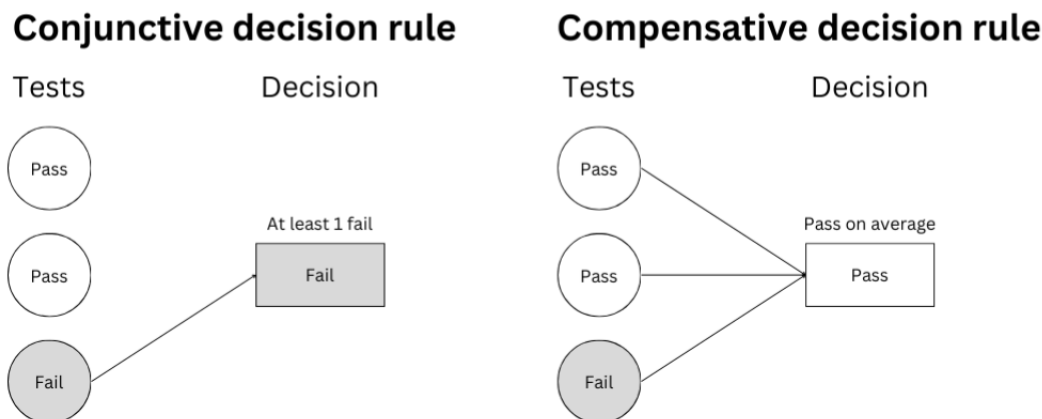 Conjunctive decision rule
Tests Decision
Pass
Pass
Fail
At least 1 fail
Fail
Compensative decision rule
Tests Decision
Pass
Pass
Fail
Pass on average
Pass